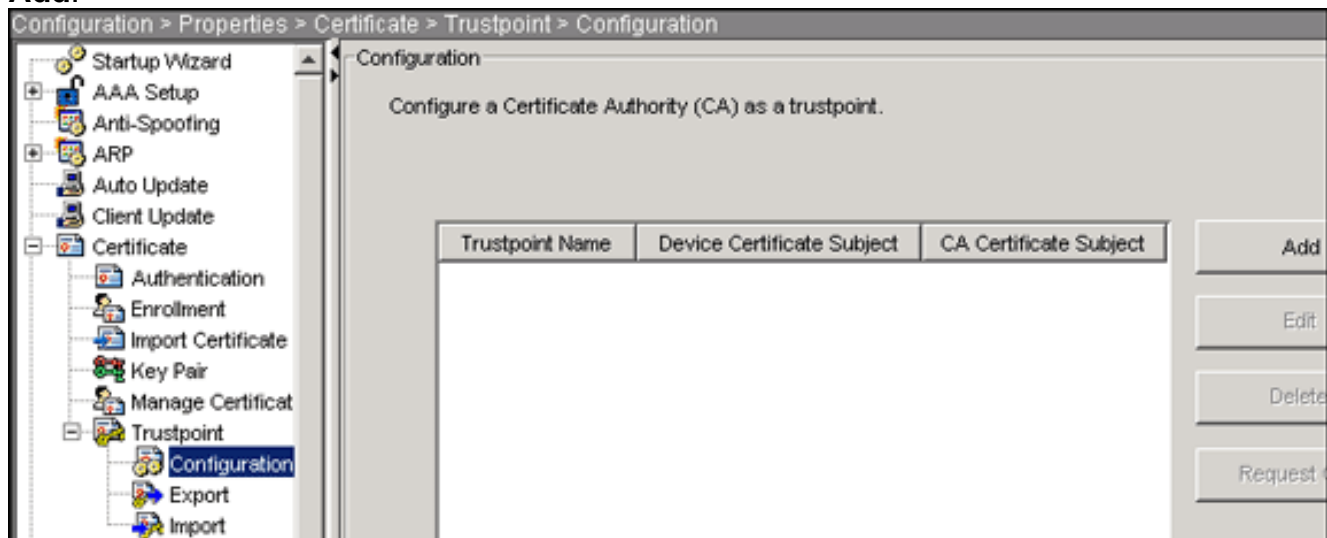 Add.
Configuration > Properties > Certificate > Trustpoint > Configuration
Startup Wizard
AAA Setup
Anti-Spoofing
ARP
Auto Update
Client Update
Certificate
Authentication
Enrollment
Import Certificate
Key Pair
Manage Certificat
Trustpoint
Configuration
Export
Import
Configuration
Configure a Certificate Authority (CA) as a trustpoint.
Trustpoint Name Device Certificate Subject CA Certificate Subject
Add
Edit
Delete
Request